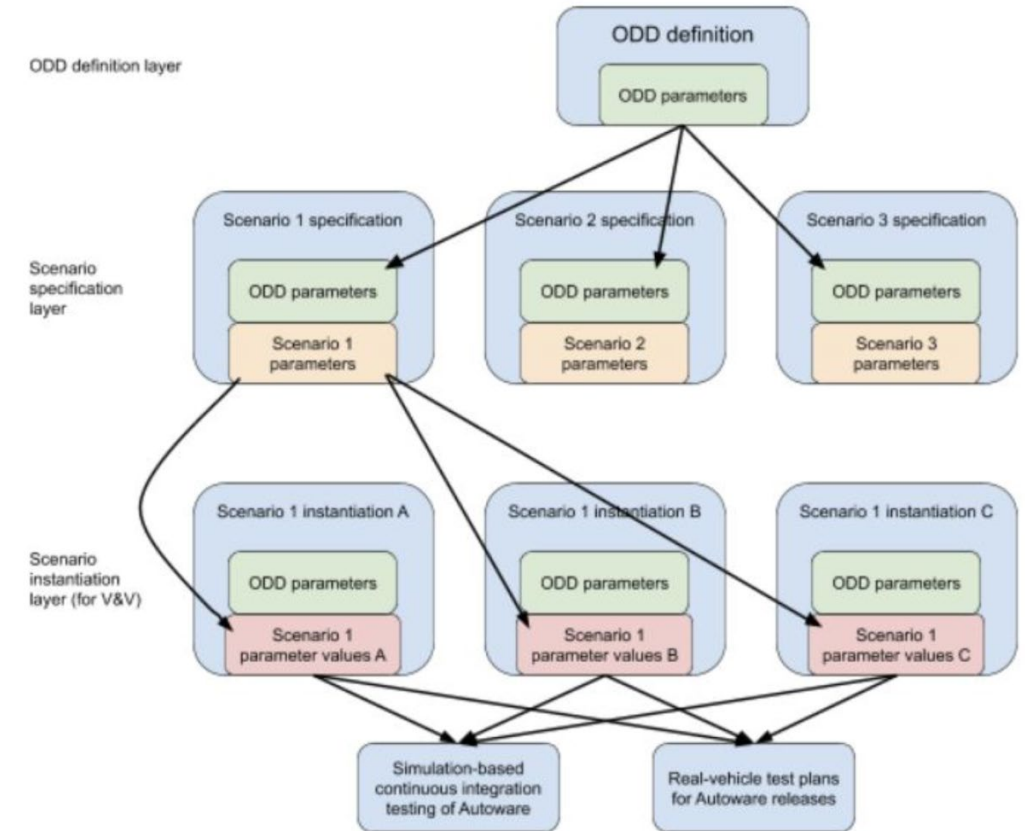 ODD definition
ODD definition layer
ODD parameters
Scenario 1 specification
Scenario 2 specification
Scenario 3 specification
Scenario
specification
layer
ODD parameters
ODD parameters
ODD parameters
Scenario 1
parameters
Scenario 2
parameters
Scenario 3
parameters
Scenario 1 instantiation A
Scenario 1 instantiation B
Scenario 1 instantiation C
Scenario
instantiation
layer (for V&V)
ODD parameters
ODD parameters
ODD parameters
Scenario 1
parameter values A
Scenario 1
parameter values B
Scenario 1
parameter values C
Simulation-based
continuous integration
testing of Autoware
Real-vehicle test plans
for Autoware releases